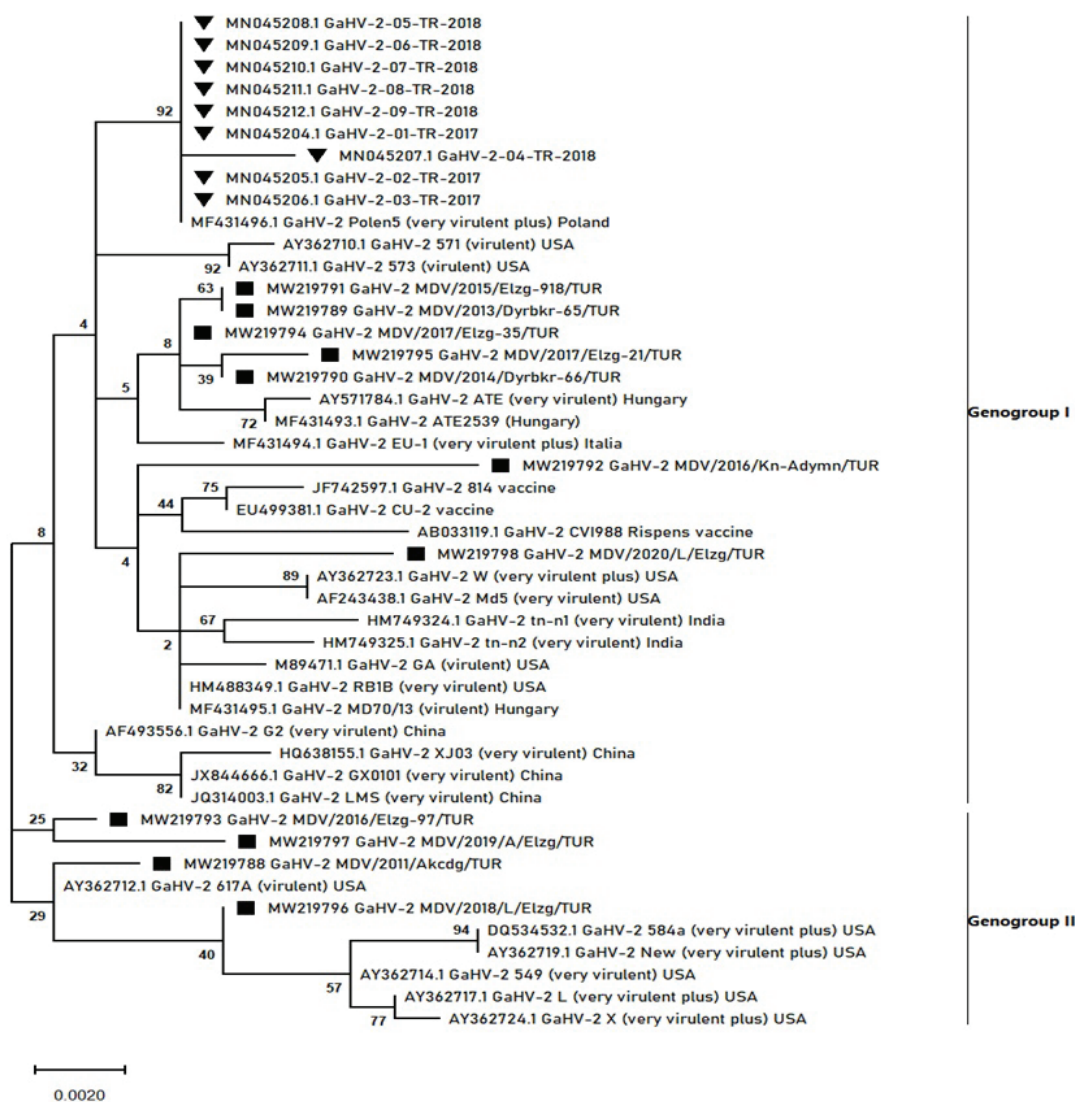 MN045208.1 GaHV-2-05-TR-2018
MN045209.1 GaHV-2-06-TR-2018
MN045210.1 GaHV-2-07-TR-2018
MN045211.1 GaHV-2-08-TR-2018
92 MN045212.1 GaHV-2-09-TR-2018
MN045204.1 GaHV-2-01-TR-2017
MN045207.1 GaHV-2-04-TR-2018
MN045205.1 GaHV-2-02-TR-2017
MN045206.1 GaHV-2-03-TR-2017
MF431496.1 GaHV-2 Polen5 (very virulent plus) Poland
AY362710.1 GaHV-2 571 (virulent) USA
92 AY362711.1 GaHV-2 573 (virulent) USA
63 MW219791 GaHV-2 MDV/2015/Elzg-918/TUR
MW219789 GaHV-2 MDV/2013/Dyrbkr-65/TUR
4 MW219794 GaHV-2 MDV/2017/Elzg-35/TUR
8 MW219795 GaHV-2 MDV/2017/Elzg-21/TUR
39 MW219790 GaHV-2 MDV/2014/Dyrbkr-66/TUR
5 AY571784.1 GaHV-2 ATE (very virulent) Hungary
72 MF431493.1 GaHV-2 ATE2539 (Hungary)
Genogroup I
MF431494.1 GaHV-2 EU-1 (very virulent plus) Italia
MW219792 GaHV-2 MDV/2016/Kn-Adymn/TUR
75 JF742597.1 GaHV-2 814 vaccine
44 EU499381.1 GaHV-2 CU-2 vaccine
8 AB033119.1 GaHV-2 CVI988 Rispens vaccine
4 MW219798 GaHV-2 MDV/2020/L/Elzg/TUR
89 AY362723.1 GaHV-2 W (very virulent plus) USA
AF243438.1 GaHV-2 Md5 (very virulent) USA
67 HM749324.1 GaHV-2 tn-n1 (very virulent) India
2 HM749325.1 GaHV-2 tn-n2 (very virulent) India
M89471.1 GaHV-2 GA (virulent) USA
HM488349.1 GaHV-2 RB1B (very virulent) USA
MF431495.1 GaHV-2 MD70/13 (virulent) Hungary
AF493556.1 GaHV-2 G2 (very virulent) China
32 HQ638155.1 GaHV-2 XJ03 (very virulent) China
JX844666.1 GaHV-2 GX0101 (very virulent) China
82 JQ314003.1 GaHV-2 LMS (very virulent) China
25 MW219793 GaHV-2 MDV/2016/Elzg-97/TUR
MW219797 GaHV-2 MDV/2019/A/Elzg/TUR
MW219788 GaHV-2 MDV/2011/Akcdg/TUR
AY362712.1 GaHV-2 617A (virulent) USA
29 MW219796 GaHV-2 MDV/2018/L/Elzg/TUR
Genogroup II
94 DQ534532.1 GaHV-2 584a (very virulent plus) USA
40 AY362719.1 GaHV-2 New (very virulent plus) USA
57 AY362714.1 GaHV-2 549 (very virulent) USA
AY362717.1 GaHV-2 L (very virulent plus) USA
77 AY362724.1 GaHV-2 X (very virulent plus) USA
0.0020